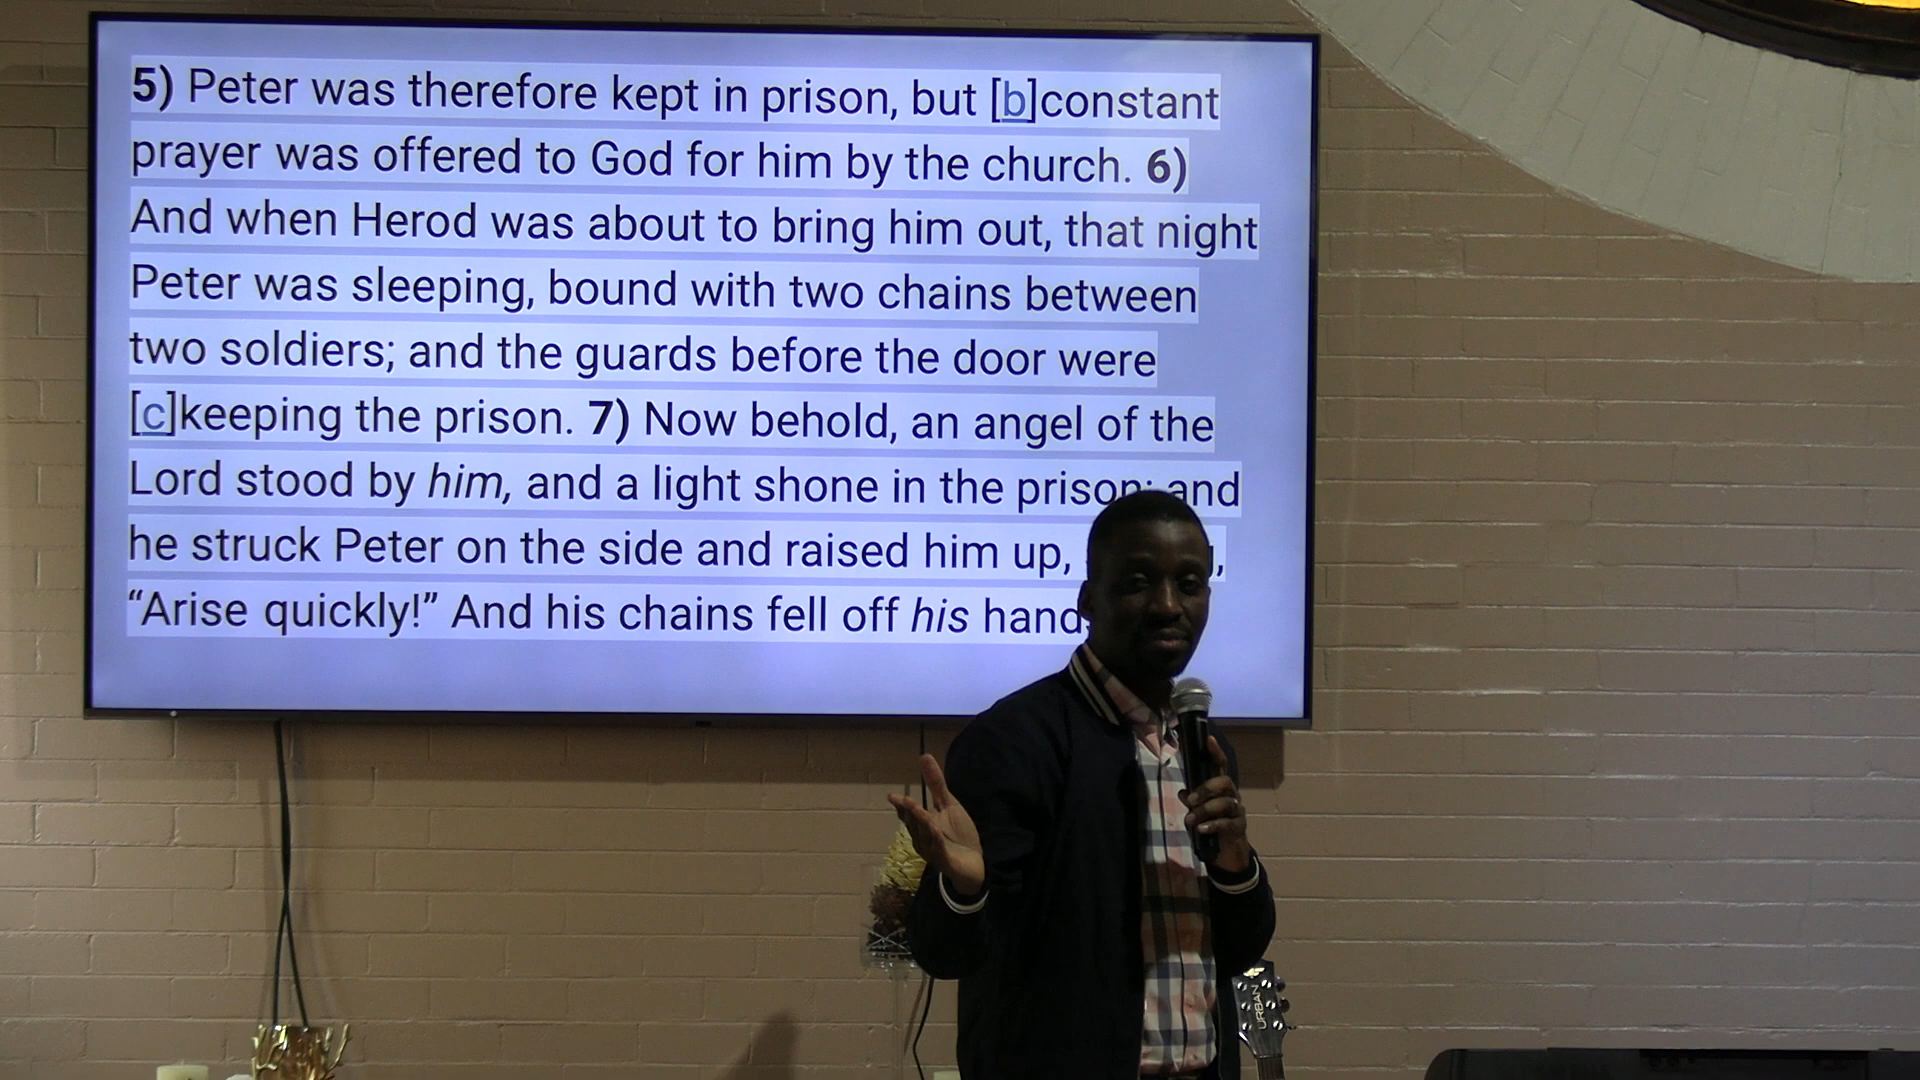 5) Peter was therefore kept in prison, but [b]constant
prayer was offered to God for him by the church. 6)
And when Herod was about to bring him out, that night
Peter was sleeping, bound with two chains between
two soldiers; and the guards before the door were
[c]keeping the prison. 7) Now behold, an angel of the
Lord stood by him, and a light shone in the prison; and
he struck Peter on the side and raised him up,
“Arise quickly!” And his chains fell off his hands
URBAN